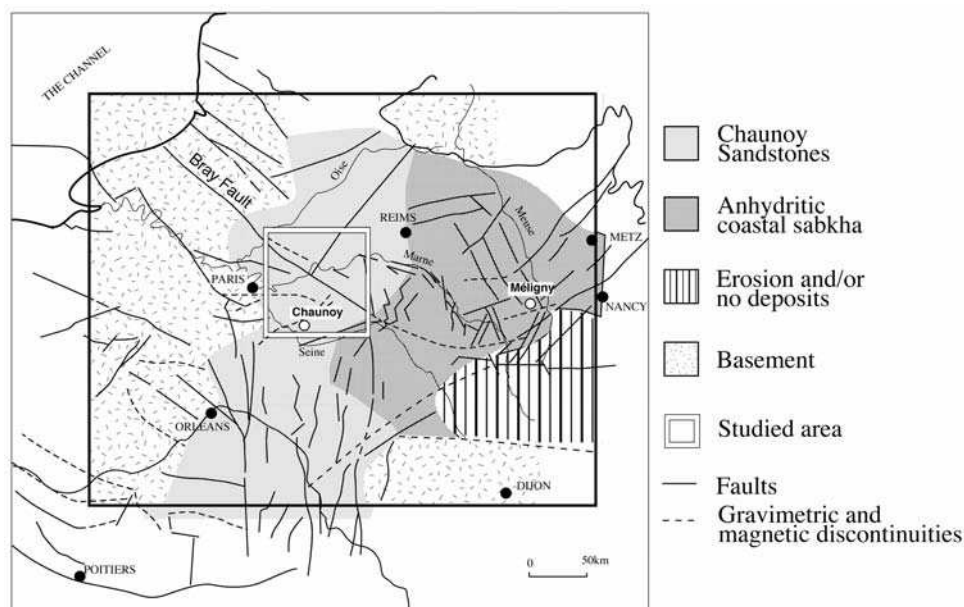 THE CHANNEL
Bray Fault
Oise
REIMS
Meuse
METZ
Marne
PARIS
Méligny
NANCY
Chaunoy
Seine
ORLEANS
DIJON
POITIERS
0 50km
Chaunoy
Sandstones
Anhydritic
coastal sabkha
Erosion and/or
no deposits
Basement
Studied area
Faults
Gravimetric and
magnetic discontinuities